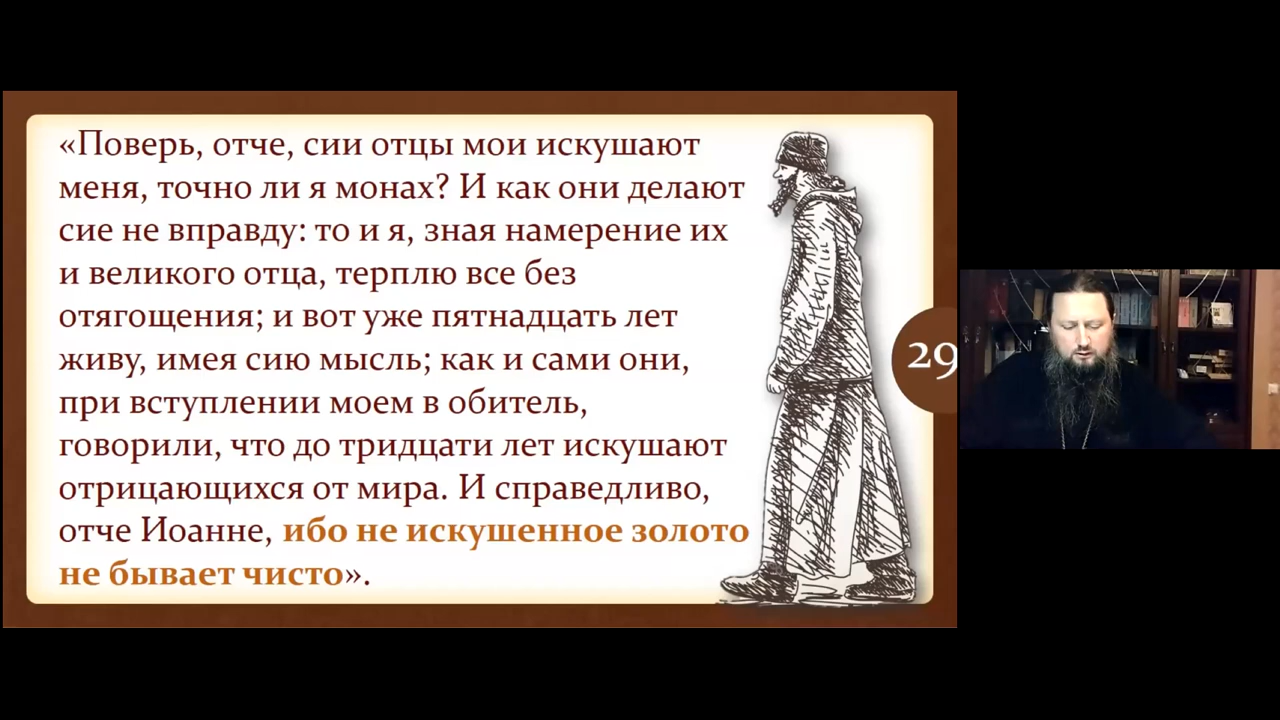 «Поверь, отче, сии отцы мои искушают
меня, точно ли я монах? И как они делают
сие не вправду: то и я, зная намерение их
и великого отца, терплю все без
отягощения; и вот уже пятнадцать лет
живу, имея сию мысль; как и сами они,
при вступлении моем в обитель,
говорили, что до тридцати лет искушают
отрицающихся от мира. И справедливо,
отче Иоанне, ибо не искушенное золото
не бывает чисто».
29